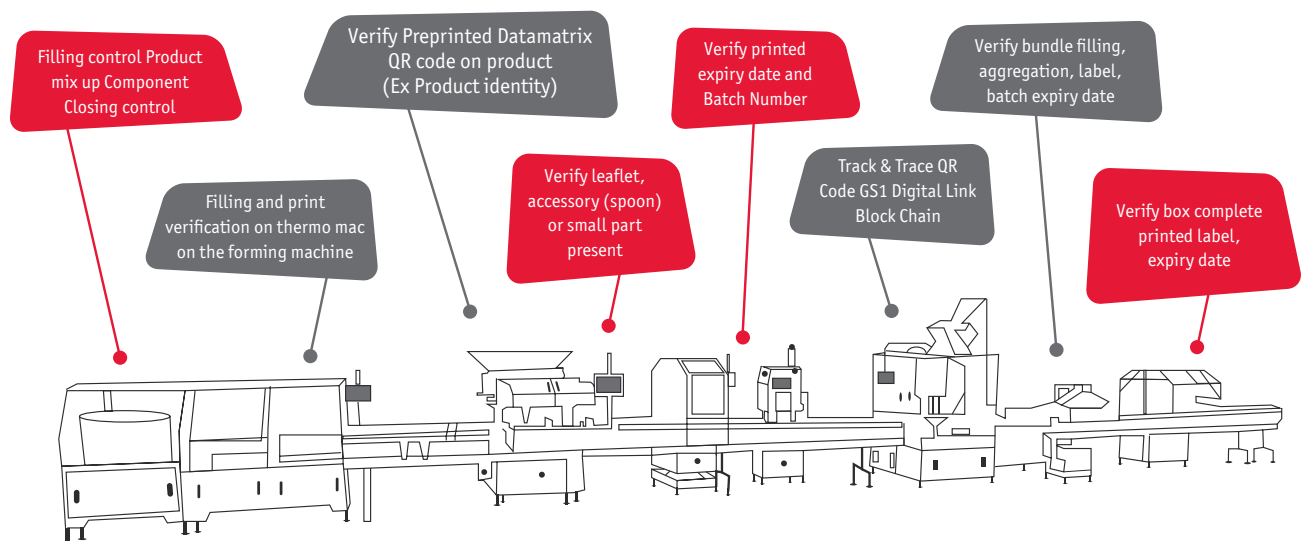 Filling control Product
mix up Component
Closing control
Filling and print
verification on thermo mac
on the forming machine
Verify Preprinted Datamatrix
QR code on product
(Ex Product identity)
Verify leaflet,
accessory (spoon)
or small part
present
Verify printed
expiry date and
Batch Number
Track & Trace QR
Code GS1 Digital Link
Block Chain
Verify bundle filling,
aggregation, label,
batch expiry date
Verify box complete
printed label,
expiry date